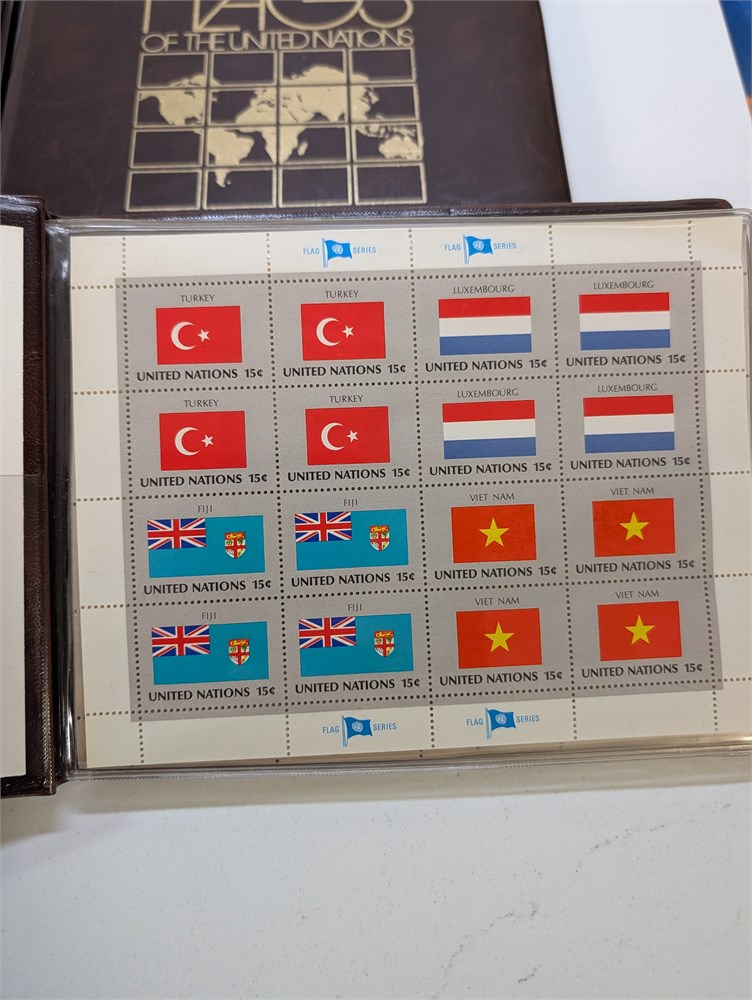 FLAGS
OF THE UNITED NATIONS
FLAG SERIES FLAG SERIES
TURKEY TURKEY LUXEMBOURG LUXEMBOURG
UNITED NATIONS 15¢ UNITED NATIONS 15¢ UNITED NATIONS 15¢ UNITED NATIONS 15¢
TURKEY TURKEY LUXEMBOURG LUXEMBOURG
UNITED NATIONS 15¢ UNITED NATIONS 15¢ UNITED NATIONS 15¢ UNITED NATIONS 15¢
FIJI FIJI VIET NAM VIET NAM
UNITED NATIONS 15¢ UNITED NATIONS 15¢ UNITED NATIONS 15¢ UNITED NATIONS 15¢
FIJI FIJI VIET NAM VIET NAM
UNITED NATIONS 15¢ UNITED NATIONS 15¢ UNITED NATIONS 15¢ UNITED NATIONS 15¢
FLAG SERIES FLAG SERIES